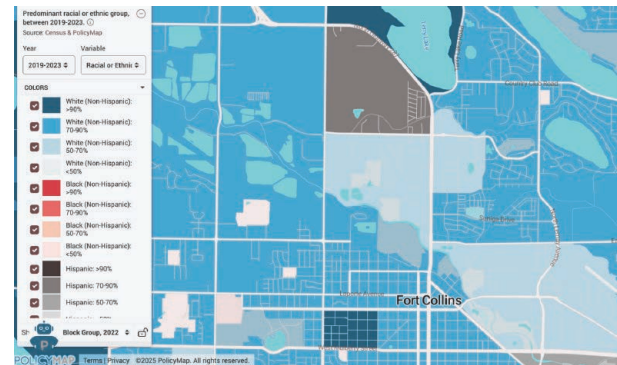 Predominant racial or ethnic group,
between 2019-2023.
Source: Census & PolicyMap
Year
Variable
2019-2023
Racial or Ethnic
COLORS
White (Non-Hispanic):
>90%
White (Non-Hispanic):
70-90%
White (Non-Hispanic):
50-70%
White (Non-Hispanic):
<50%
Black (Non-Hispanic):
>90%
Black (Non-Hispanic):
70-90%
Black (Non-Hispanic):
50-70%
Black (Non-Hispanic):
<50%
Hispanic: >90%
Hispanic: 70-90%
Hispanic: 50-70%
Block Group, 2022
POLICYMAP
Terms | Privacy ©2025 PolicyMap. All rights reserved.
Fort Collins